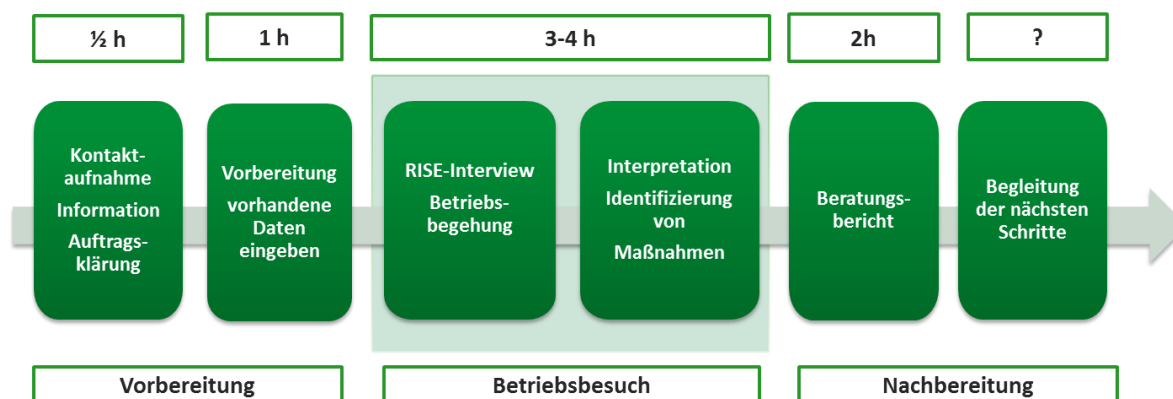 ½ h
1 h
3-4 h
2h
?
Kontakt-
aufnahme
Information
Auftrags-
klärung
Vorbereitung
vorhandene
Daten
eingeben
RISE-Interview
Betriebs-
begehung
Interpretation
Identifizierung
von
Maßnahmen
Beratungs-
bericht
Begleitung
der nächsten
Schritte
Vorbereitung
Betriebsbesuch
Nachbereitung